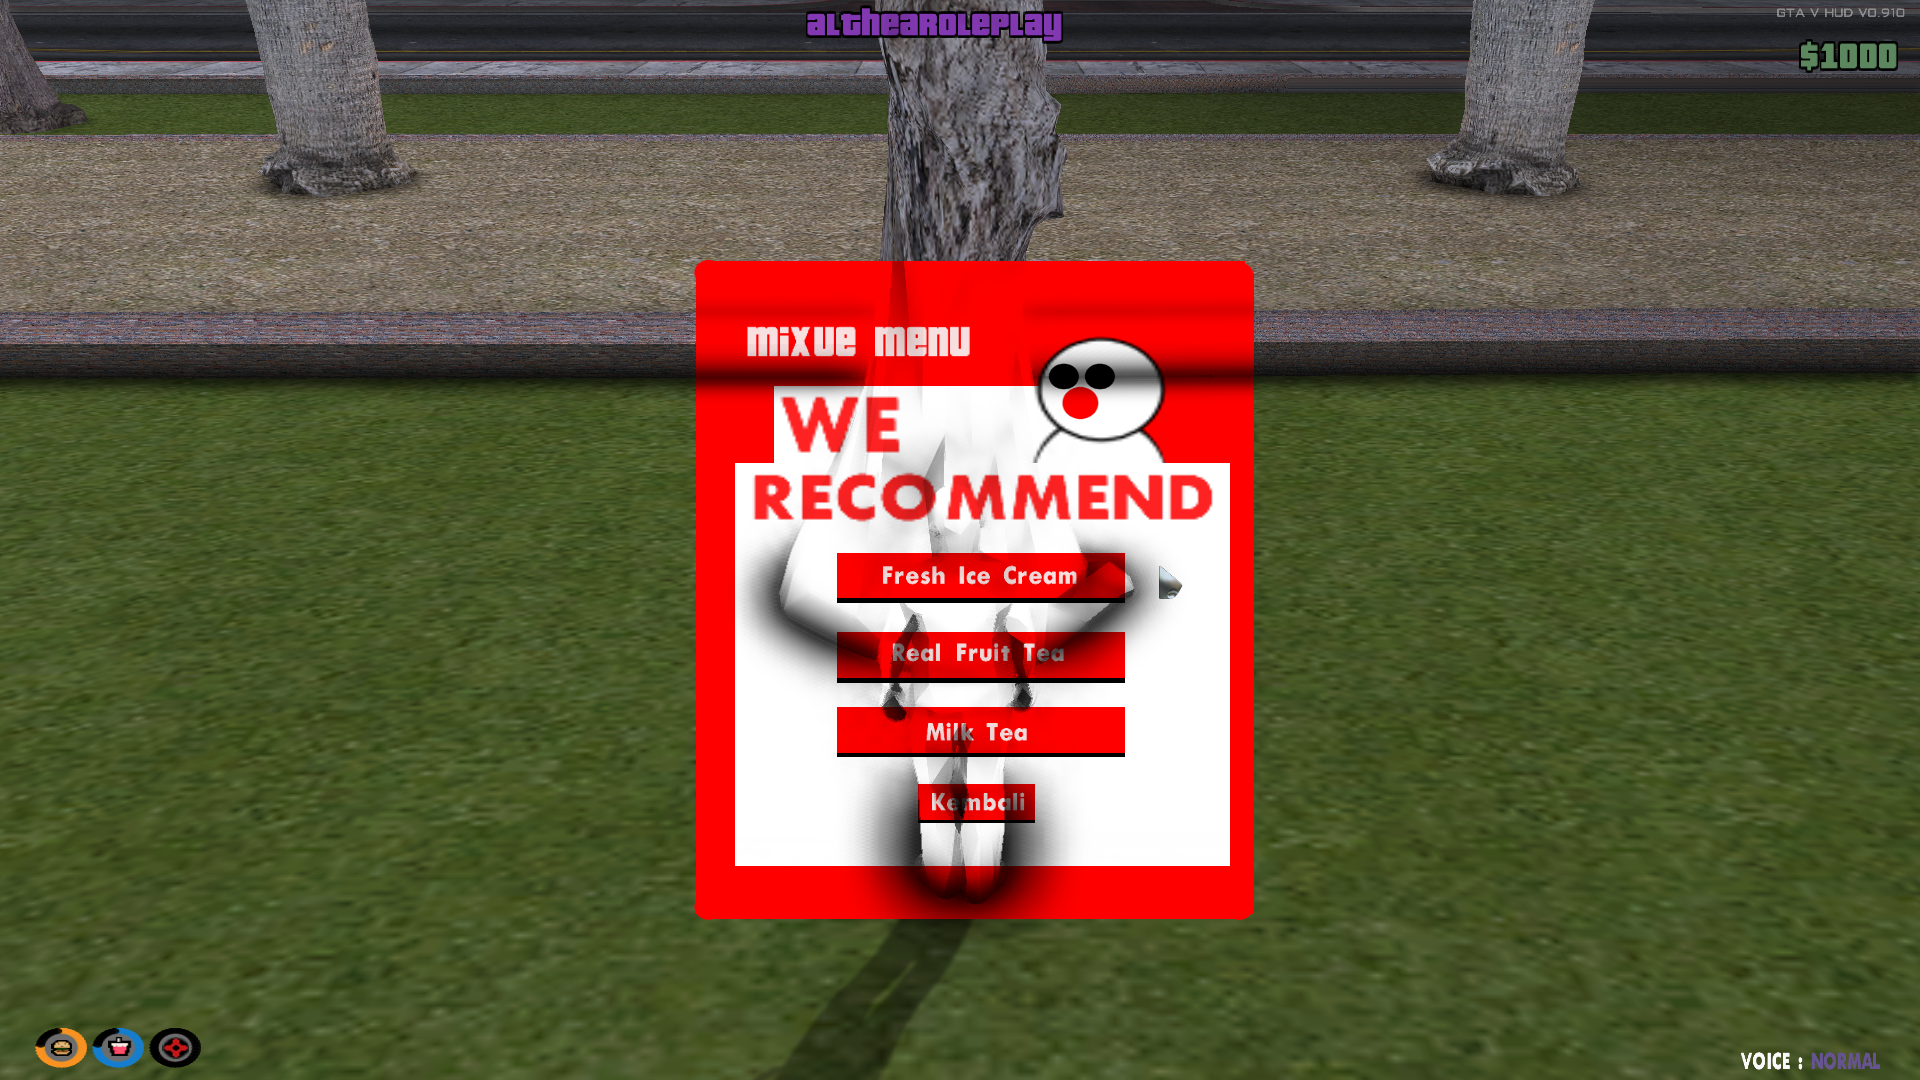 althearoleplay
GTA V HUD V0.910
$1000
mixue menu
WE
RECOMMEND
Fresh Ice Cream
Real Fruit Tea
Milk Tea
Kembali
VOICE : NORMAL